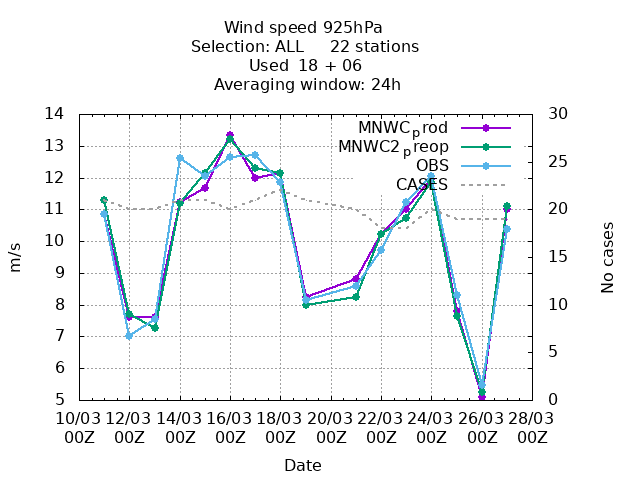 Wind speed 925hPa
Selection: ALL 22 stations
Used 18 + 06
Averaging window: 24h
14 30
MNWCprod
13
MNWC2preop
25
OBS
12
CASES
11 20
10
15
m/s
No cases
9
8 10
7
5
6
5 0
10/03 12/03 14/03 16/03 18/03 20/03 22/03 24/03 26/03 28/03
00Z 00Z 00Z 00Z 00Z 00Z 00Z 00Z 00Z 00Z
Date